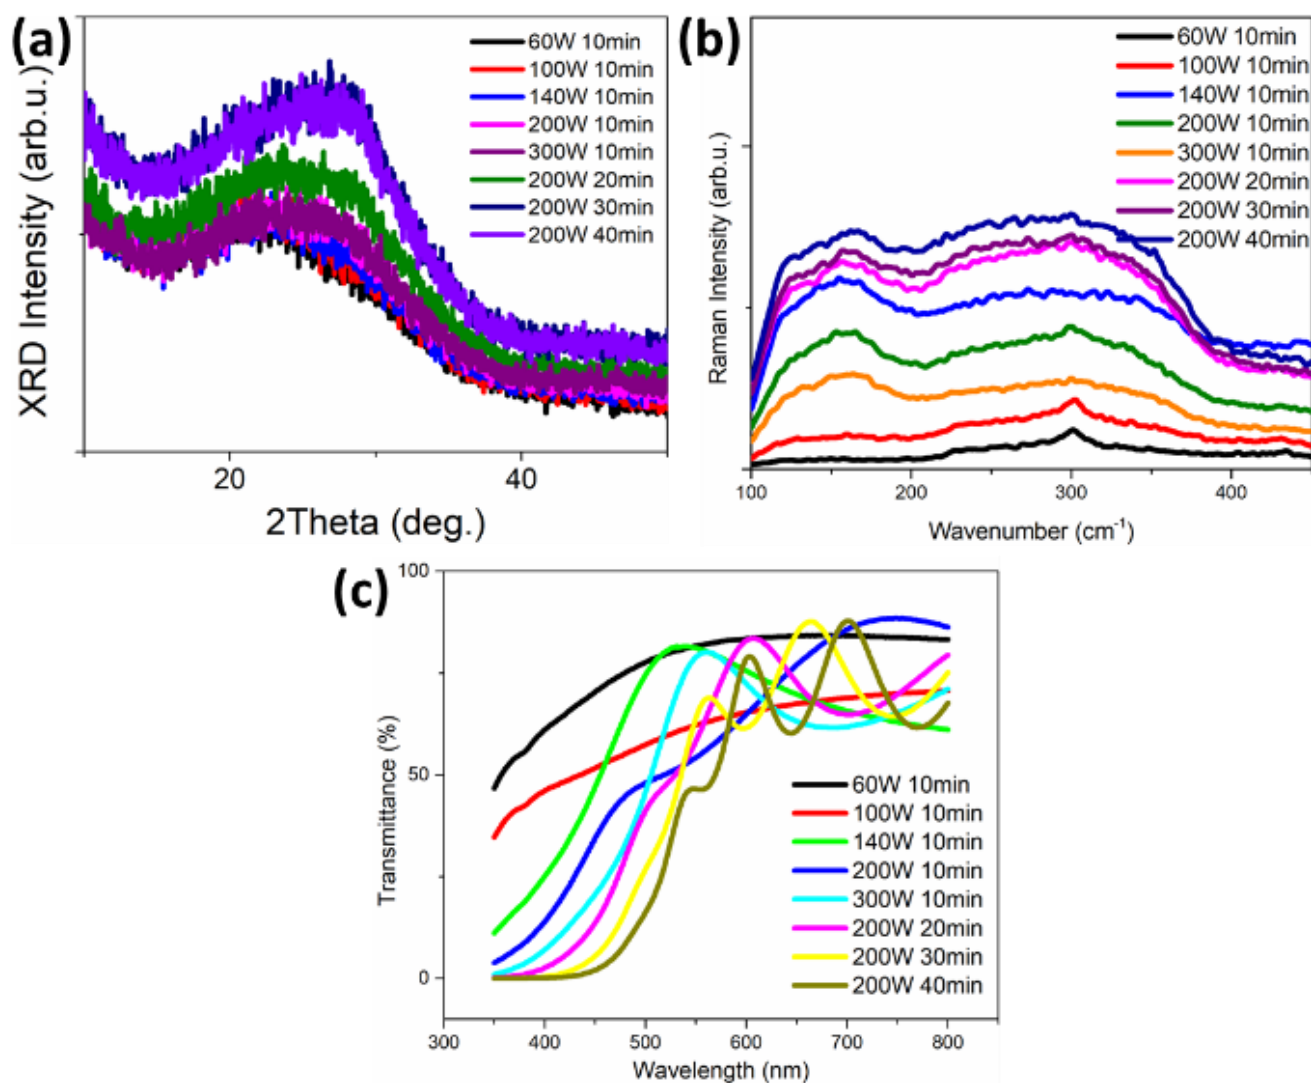 (a)
XRD Intensity (arb.u.)
60W 10min
100W 10min
140W 10min
200W 10min
300W 10min
200W 20min
200W 30min
200W 40min
20
40
2Theta (deg.)
(b)
Raman Intensity (arb.u.)
60W 10min
100W 10min
140W 10min
200W 10min
300W 10min
200W 20min
200W 30min
200W 40min
100
200
300
400
Wavenumber (cm⁻¹)
(c)
Transmittance (%)
100
50
0
60W 10min
100W 10min
140W 10min
200W 10min
300W 10min
200W 20min
200W 30min
200W 40min
300
400
500
600
700
800
Wavelength (nm)